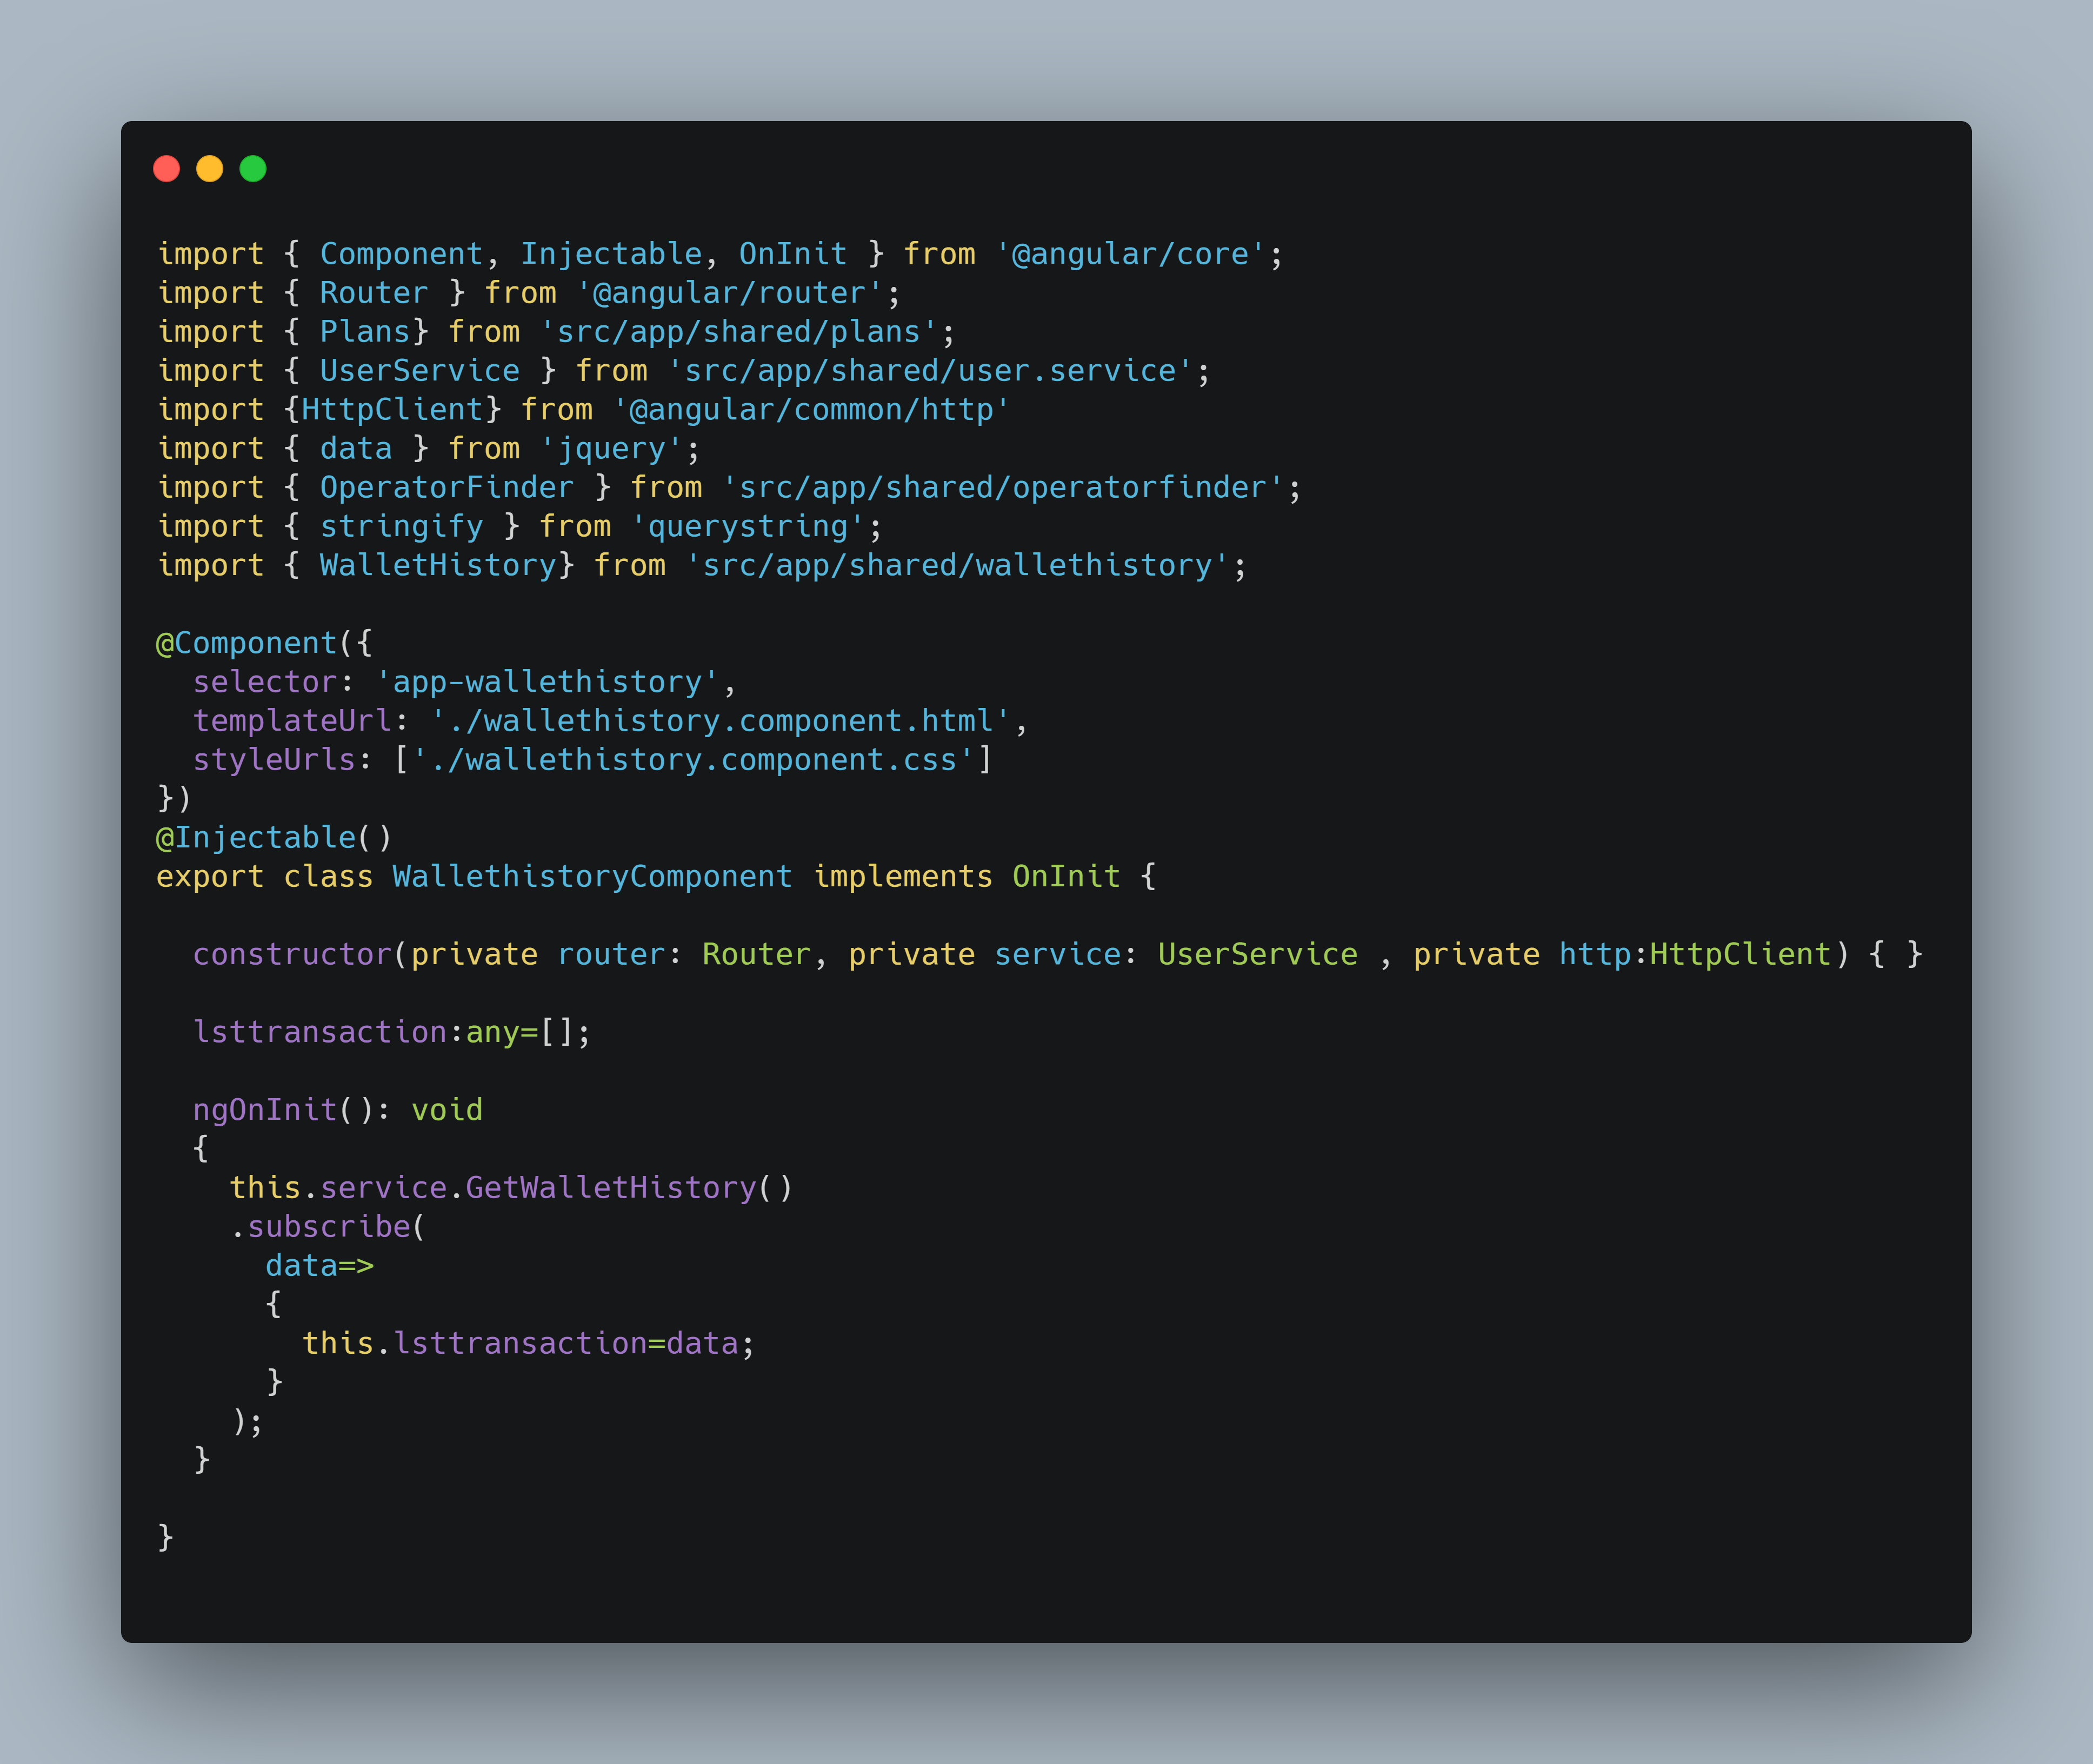 import { Component, Injectable, OnInit } from '@angular/core';
import { Router } from '@angular/router';
import { Plans} from 'src/app/shared/plans';
import { UserService } from 'src/app/shared/user.service';
import {HttpClient} from '@angular/common/http'
import { data } from 'jquery';
import { OperatorFinder } from 'src/app/shared/operatorfinder';
import { stringify } from 'querystring';
import { WalletHistory} from 'src/app/shared/wallethistory';

@Component({
  selector: 'app-wallethistory',
  templateUrl: './wallethistory.component.html',
  styleUrls: ['./wallethistory.component.css']
})
@Injectable()
export class WallethistoryComponent implements OnInit {

  constructor(private router: Router, private service: UserService , private http:HttpClient) { }

  lsttransaction:any=[];

  ngOnInit(): void
  {
    this.service.GetWalletHistory()
    .subscribe(
      data=>
      {
        this.lsttransaction=data;
      }
    );
  }

}